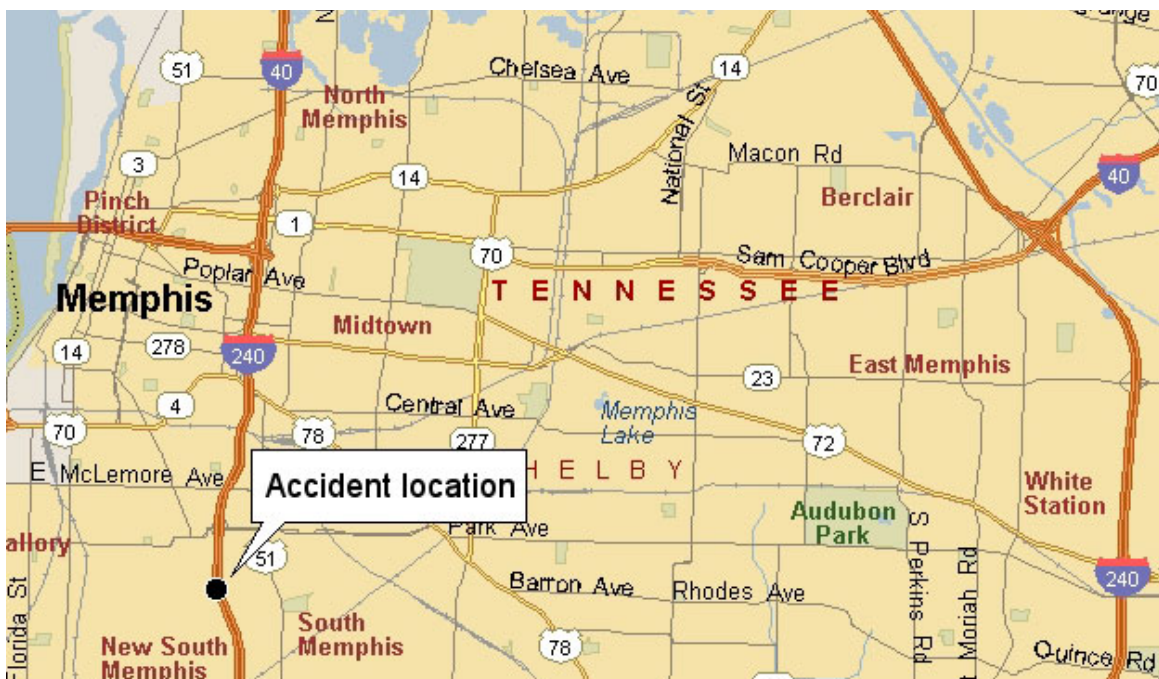 51
40
Chelsea Ave
14
ange
70
North
Memphis
National St
3
14
Macon Rd
40
Pinch
District
1
Berclair
70
Sam Cooper Blvd
Poplar Ave
Memphis
TENNESSEE
Midtown
14
278
240
23
East Memphis
4
Central Ave
Memphis
Lake
70
78
277
72
E McLemore Ave
Accident location
HELBY
White
Station
Audubon
Park
Park Ave
S Perkins Rd
t Moriah Rd
allory
51
240
Florida St
Barron Ave
Rhodes Ave
South
Memphis
New South
Memphis
78
Quince Rd